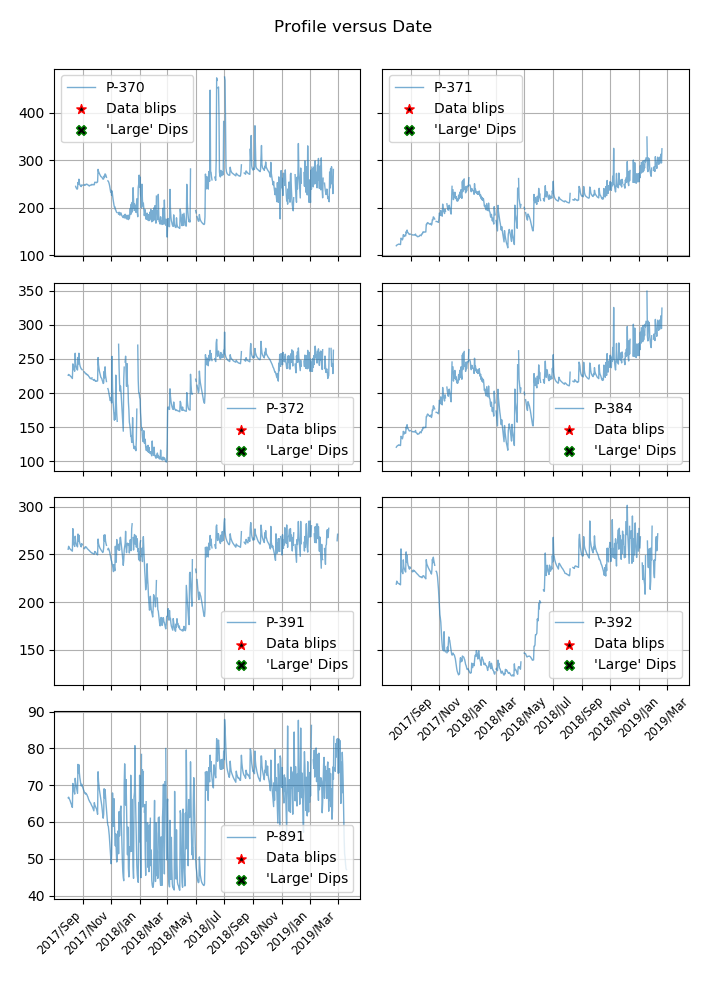 Profile versus Date
P-370
Data blips
'Large' Dips
400
300
200
100
P-371
Data blips
'Large' Dips
350
300
250
200
150
100
P-372
Data blips
'Large' Dips
P-384
Data blips
'Large' Dips
300
250
200
150
P-391
Data blips
'Large' Dips
P-392
Data blips
'Large' Dips
2017/Sep
2017/Nov
2018/Jan
2018/Mar
2018/May
2018/Jul
2018/Sep
2018/Nov
2019/Jan
2019/Mar
90
80
70
60
50
40
P-891
Data blips
'Large' Dips
2017/Sep
2017/Nov
2018/Jan
2018/Mar
2018/May
2018/Jul
2018/Sep
2018/Nov
2019/Jan
2019/Mar